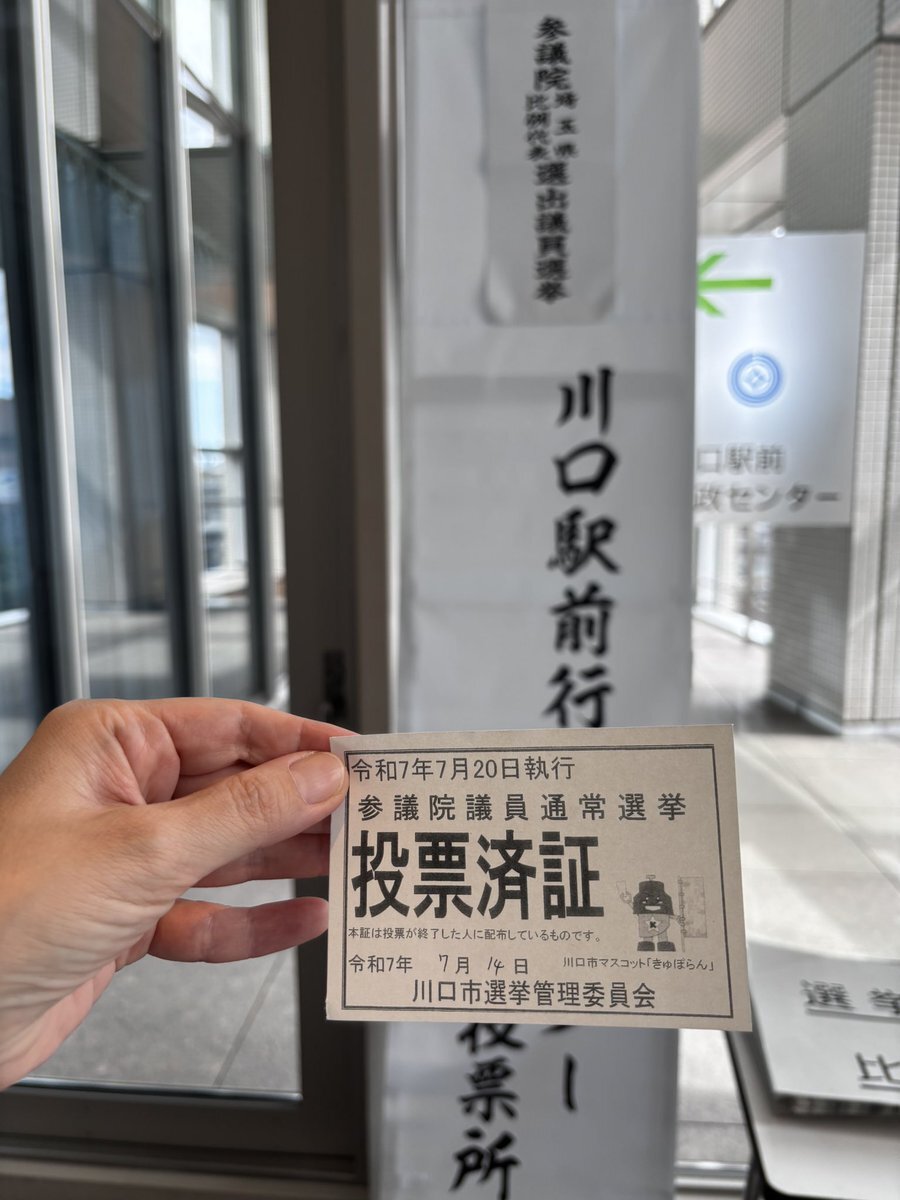 参議院埼玉県選出議員選挙
比例代表
川口駅前行
ー
投票所
口駅前
政センター
令和7年7月20日執行
参議院議員通常選挙
投票済証
本証は投票が終了した人に配布しているものです。
令和7年 7月 14日
川口市マスコット「きゅぽらん」
川口市選挙管理委員会
選挙
比